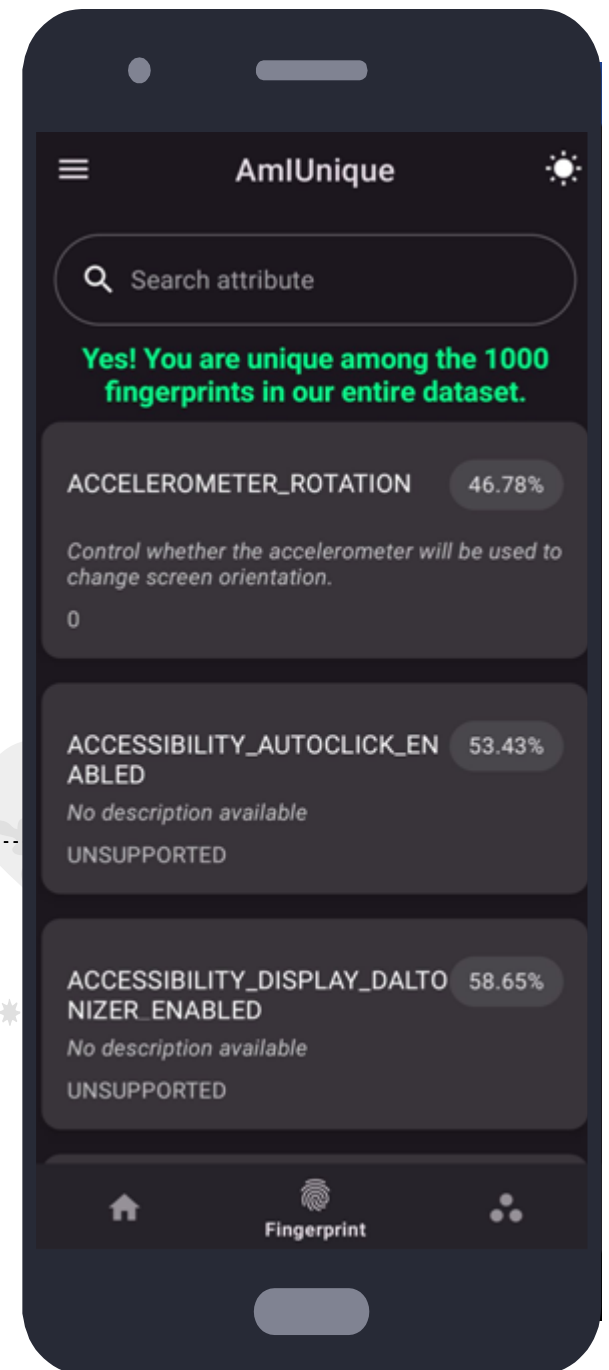 AmIUnique
Search attribute
Yes! You are unique among the 1000
fingerprints in our entire dataset.
ACCELEROMETER_ROTATION 46.78%
Control whether the accelerometer will be used to
change screen orientation.
0
ACCESSIBILITY_AUTOCLICK_EN 53.43%
ABLED
No description available
UNSUPPORTED
ACCESSIBILITY_DISPLAY_DALTO 58.65%
NIZER_ENABLED
No description available
UNSUPPORTED
Fingerprint